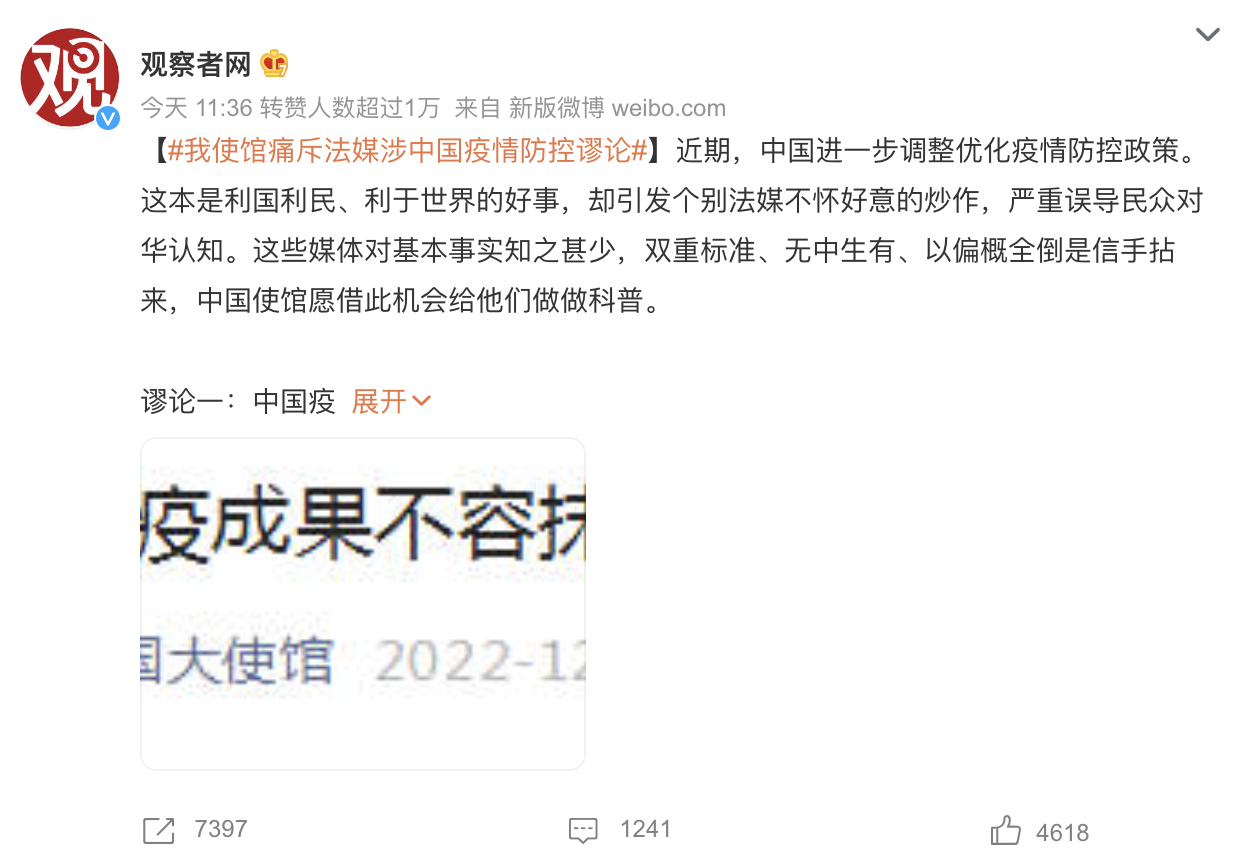 观
观察者网
今天 11:36 转赞人数超过1万 来自 新版微博 weibo.com
【#我使馆痛斥法媒涉中国疫情防控谬论#】近期，中国进一步调整优化疫情防控政策。
这本是利国利民、利于世界的好事，却引发个别法媒不怀好意的炒作，严重误导民众对
华认知。这些媒体对基本事实知之甚少，双重标准、无中生有、以偏概全倒是信手拈
来，中国使馆愿借此机会给他们做做科普。
谬论一：中国疫 展开
疫成果不容抹
国大使馆 2022-12
7397 1241 4618